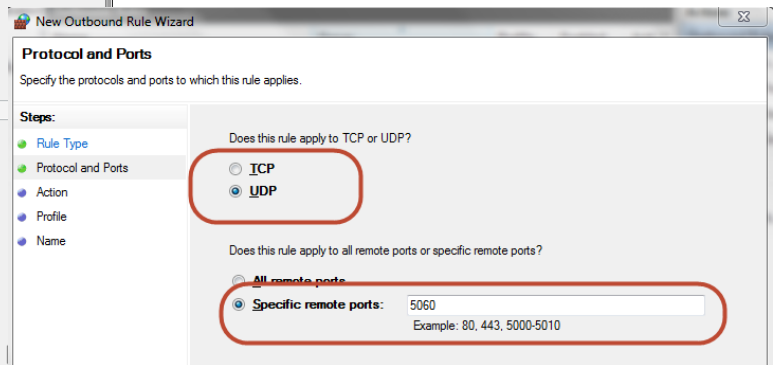 New Outbound Rule Wizard
Protocol and Ports
Specify the protocols and ports to which this rule applies.
Steps:
Rule Type
Protocol and Ports
Action
Profile
Name
Does this rule apply to TCP or UDP?
TCP
UDP
Does this rule apply to all remote ports or specific remote ports?
All remote ports
Specific remote ports: 5060
Example: 80, 443, 5000-5010